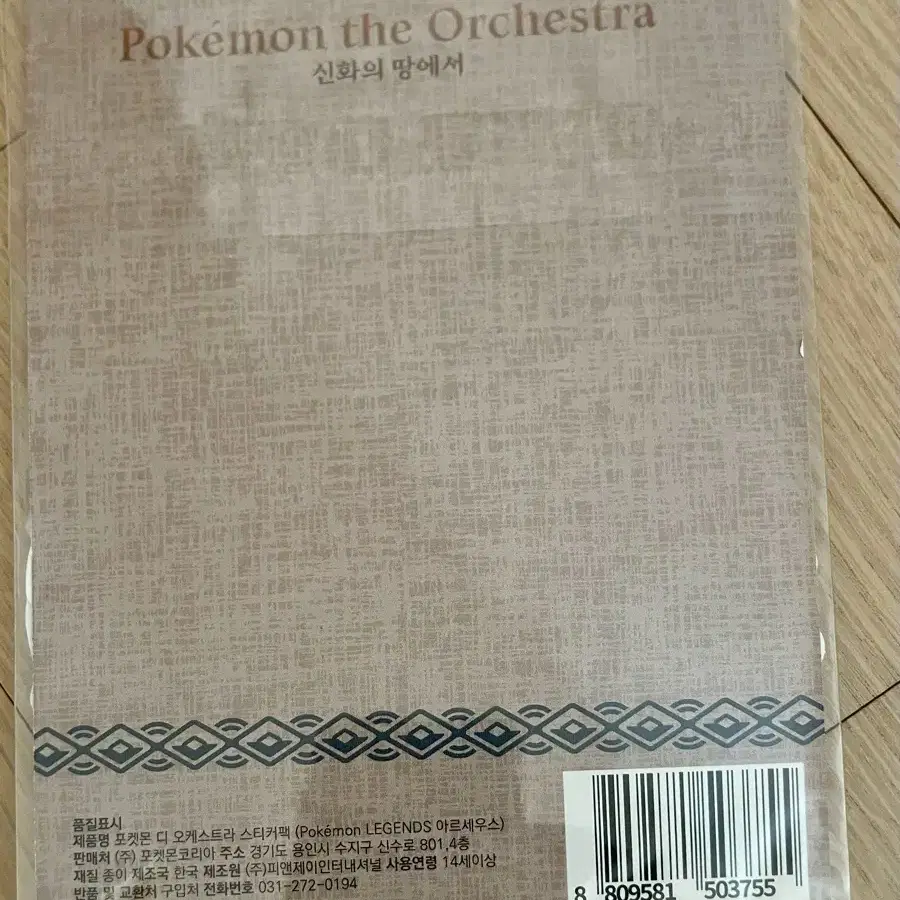 Pokémon the Orchestra
신화의 땅에서
품질표시
제품명 포켓몬 디 오케스트라 스티커팩 (Pokémon LEGENDS 아르세우스)
판매처 (주) 포켓몬코리아 주소 경기도 용인시 수지구 신수로 801,4층
재질 종이 제조국 한국 제조원 (주)피앤제이인터내셔널 사용연령 14세이상
반품 및 교환처 구입처 전화번호 031-272-0194
8 809581 503755